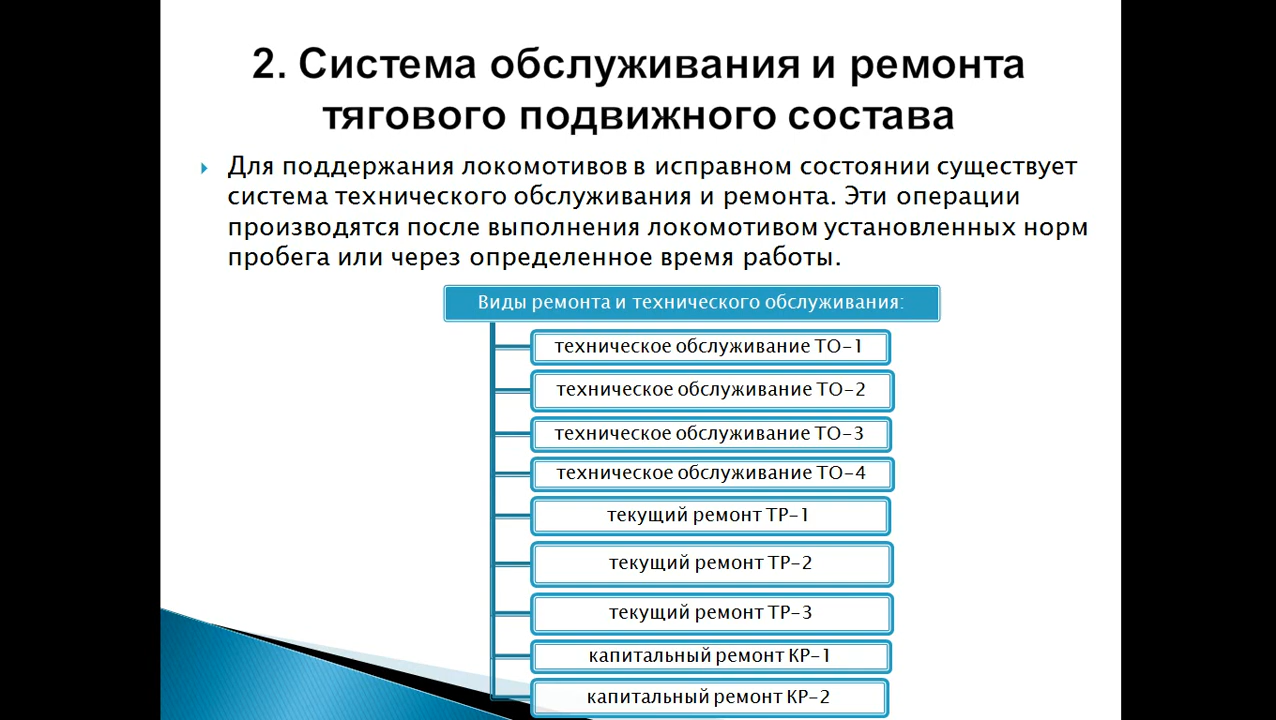 2. Система обслуживания и ремонта
тягового подвижного состава
Для поддержания локомотивов в исправном состоянии существует
система технического обслуживания и ремонта. Эти операции
производятся после выполнения локомотивом установленных норм
пробега или через определенное время работы.
Виды ремонта и технического обслуживания:
техническое обслуживание ТО-1
техническое обслуживание ТО-2
техническое обслуживание ТО-3
техническое обслуживание ТО-4
текущий ремонт ТР-1
текущий ремонт ТР-2
текущий ремонт ТР-3
капитальный ремонт КР-1
капитальный ремонт КР-2